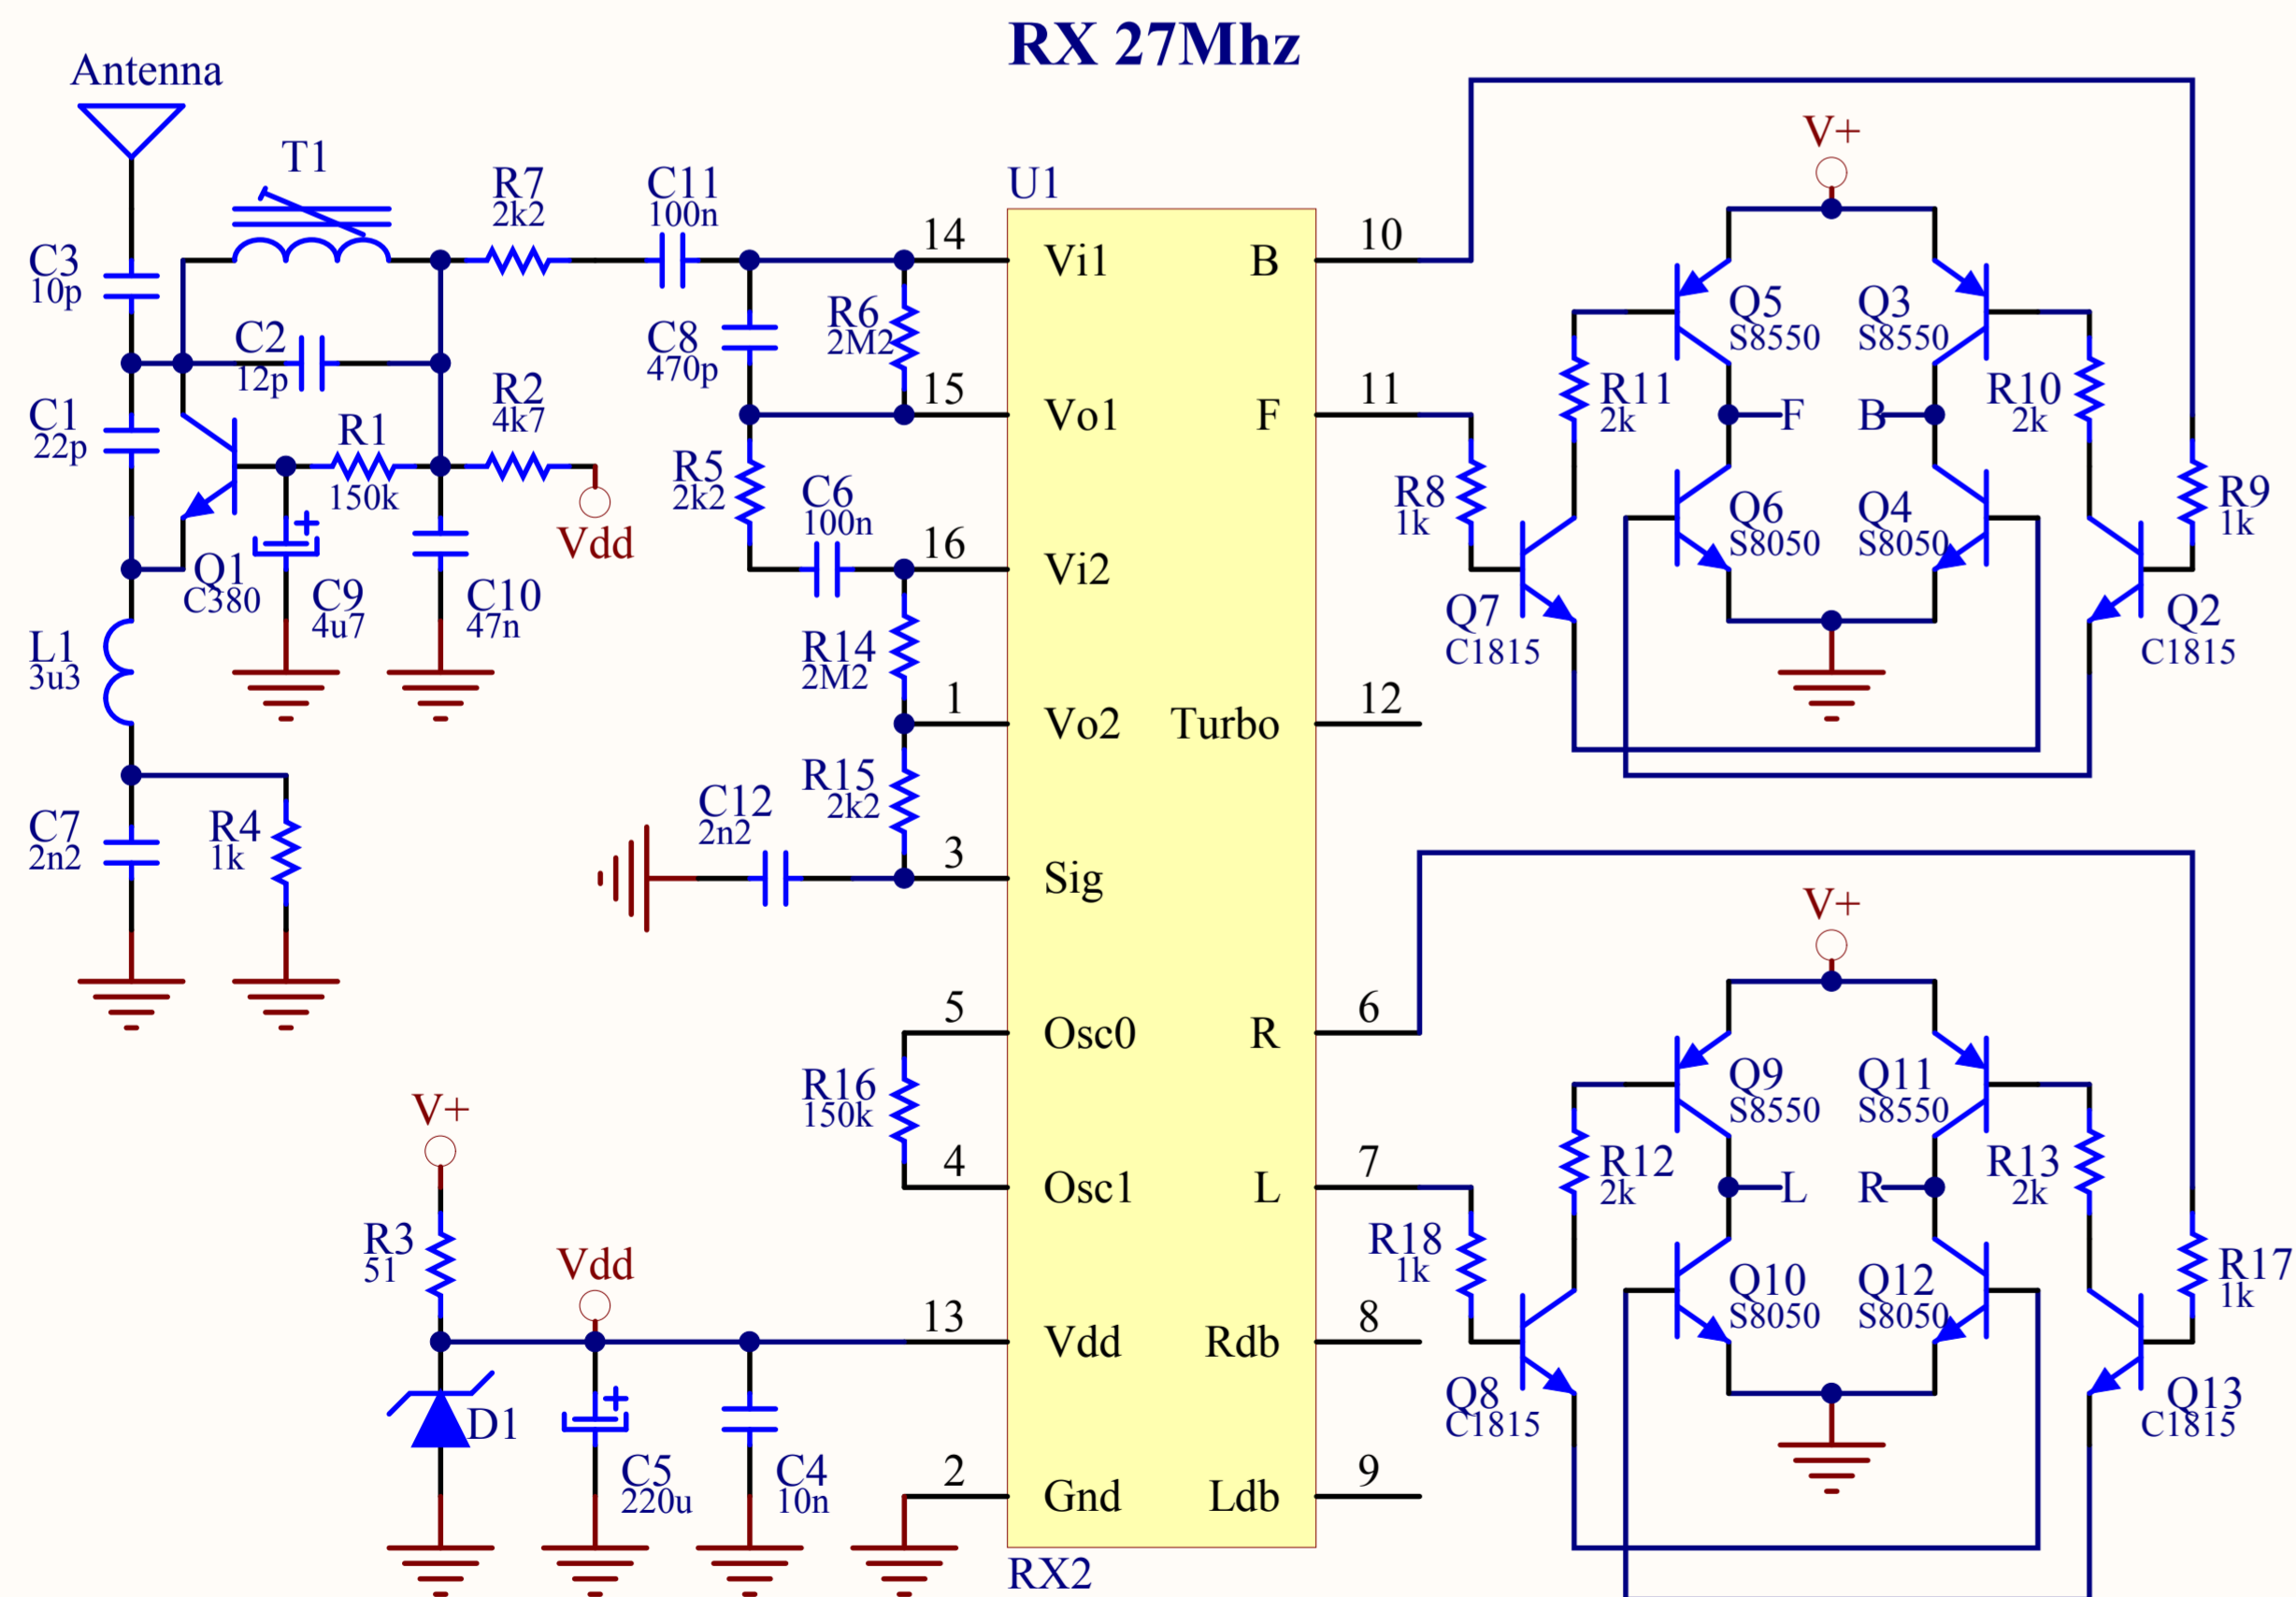 RX 27Mhz
Antenna
T1
C3
10p
C2
12p
C1
22p
R1
150k
R2
4k7
Vdd
Q1
C380
C9
4u7
C10
47n
L1
3u3
C7
2n2
R4
1k
R7
2k2
C11
100n
C8
470p
R6
2M2
R5
2k2
C6
100n
R14
2M2
R15
2k2
C12
2n2
R16
150k
V+
R3
51
Vdd
D1
C5
220u
C4
10n
U1
14
Vi1
15
Vo1
16
Vi2
1
Vo2
3
Sig
5
Osc0
4
Osc1
13
Vdd
2
Gnd
B
10
F
11
Turbo
12
R
6
L
7
Rdb
8
Ldb
9
RX2
V+
Q5
S8550
Q3
S8550
R11
2k
F
B
R10
2k
R8
1k
Q6
S8050
Q4
S8050
R9
1k
Q7
C1815
Q2
C1815
V+
Q9
S8550
Q11
S8550
R12
2k
L
R
R13
2k
R18
1k
Q10
S8050
Q12
S8050
R17
1k
Q8
C1815
Q13
C1815